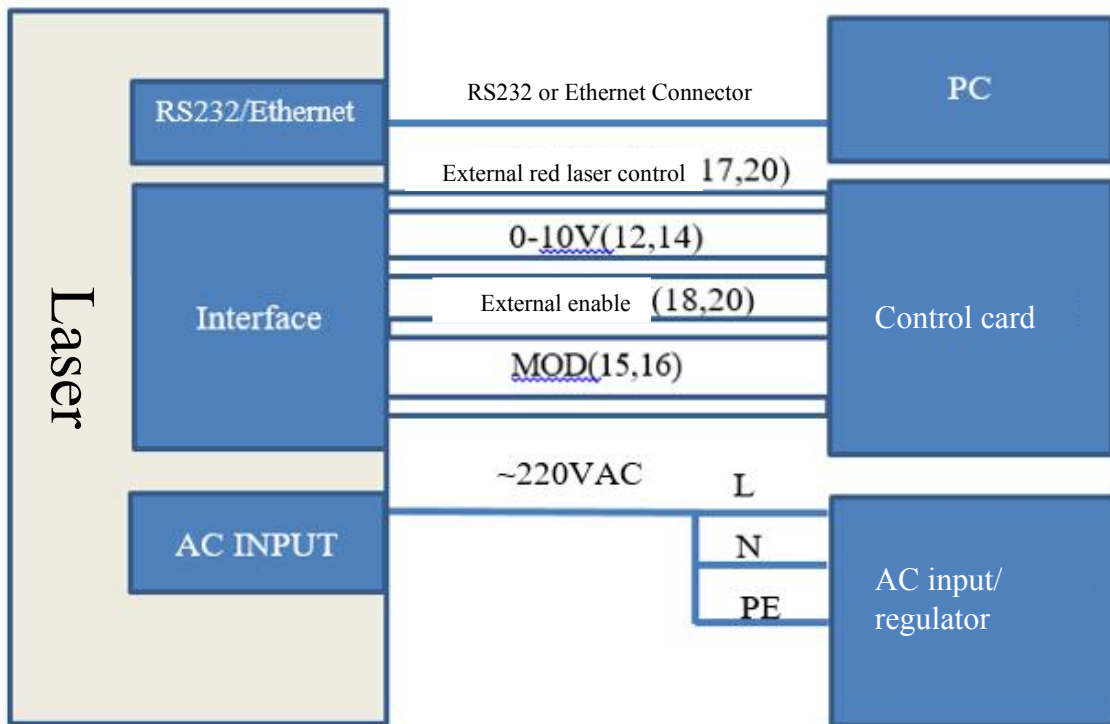 Laser
RS232/Ethernet
RS232 or Ethernet Connector
PC
External red laser control 17,20)
0-10V(12,14)
Interface
External enable (18,20)
Control card
MOD(15,16)
~220VAC
L
AC INPUT
N
PE
AC input/
regulator